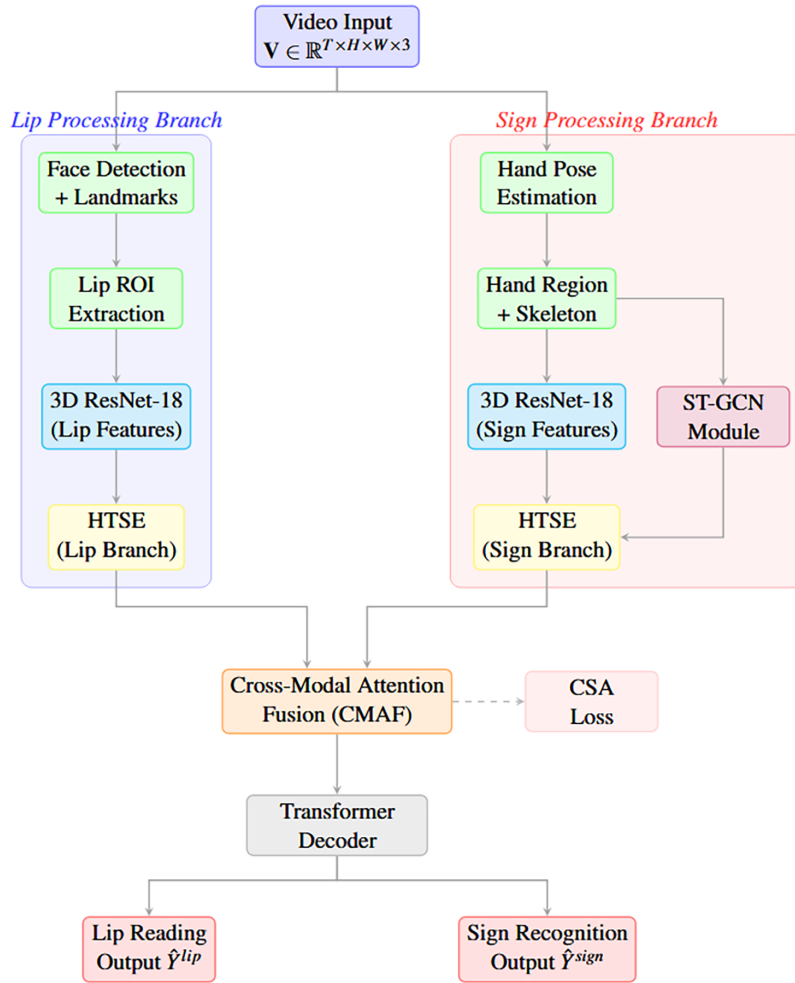 Video Input
V ∈ ℝ^{T×H×W×3}
Lip Processing Branch
Sign Processing Branch
Face Detection
+ Landmarks
Hand Pose
Estimation
Lip ROI
Extraction
Hand Region
+ Skeleton
3D ResNet-18
(Lip Features)
3D ResNet-18
(Sign Features)
ST-GCN
Module
HTSE
(Lip Branch)
HTSE
(Sign Branch)
Cross-Modal Attention
Fusion (CMAF)
CSA
Loss
Transformer
Decoder
Lip Reading
Output Ŷ^{lip}
Sign Recognition
Output Ŷ^{sign}